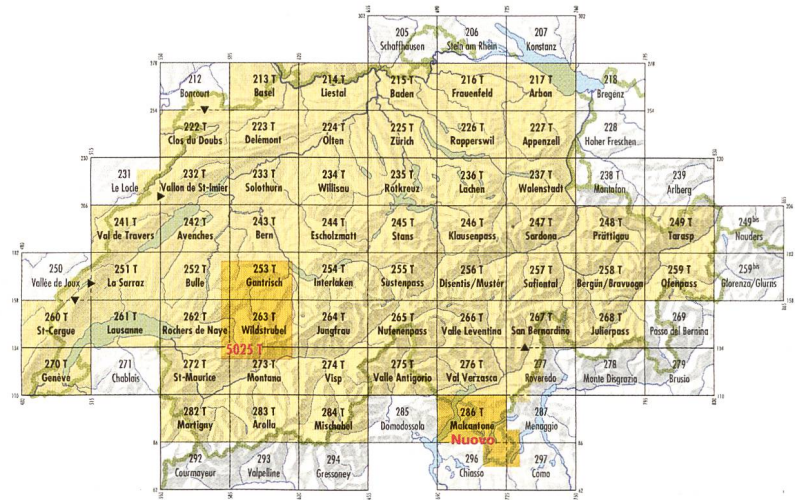 205 206 207
Schaffhausen Stein am Rhein Konstanz
212 213 T 214 T 215 T 216 T 217 T 218
Boncourt Basel Liestal Baden Frauenfeld Arbon Bregenz
222 T 223 T 224 T 225 T 226 T 227 T 228
Clos du Doubs Delémont Olten Zürich Rapperswil Appenzell Hoher Freschen
231 232 T 233 T 234 T 235 T 236 T 237 T 238 T 239
Le Locle Vallon de St-Imier Solothurn Willisau Rotkreuz Lachen Walenstadt Montafon Arlberg
241 T 242 T 243 T 244 T 245 T 246 T 247 T 248 T 249 T 249bis
Val de Travers Avenches Bern Escholzmatt Stans Klausenpass Sardona Prättigau Tarasp Nauders
250 251 T 252 T 253 T 254 T 255 T 256 T 257 T 258 T 259 T 259bis
Vallée de Joux La Sarraz Bulle Gantrisch Interlaken Sustenpass Disentis/Mustér Safiental Bergün/Bravuogn Ofenpass Glorenza/Glurns
260 T 261 T 262 T 263 T 264 T 265 T 266 T 267 T 268 T 269
St-Cergue Lausanne Rochers de Naye Wildstrubel Jungfrau Nufenenpass Valle Leventina San Bernardino Julierpass Passo del Bernina
5025 T
270 T 271 272 T 273 T 274 T 275 T 276 T 277 278 279
Genève Chablais St-Maurice Montana Visp Valle Antigorio Val Verzasca Roveredo Monte Disgrazia Brusio
282 T 283 T 284 T 285 286 T 287
Martigny Arolla Mischabel Domodossola Malcantone Menaggio
Nuovo
292 293 294 296 297
Courmayeur Valpelline Gressoney Chiasso Como